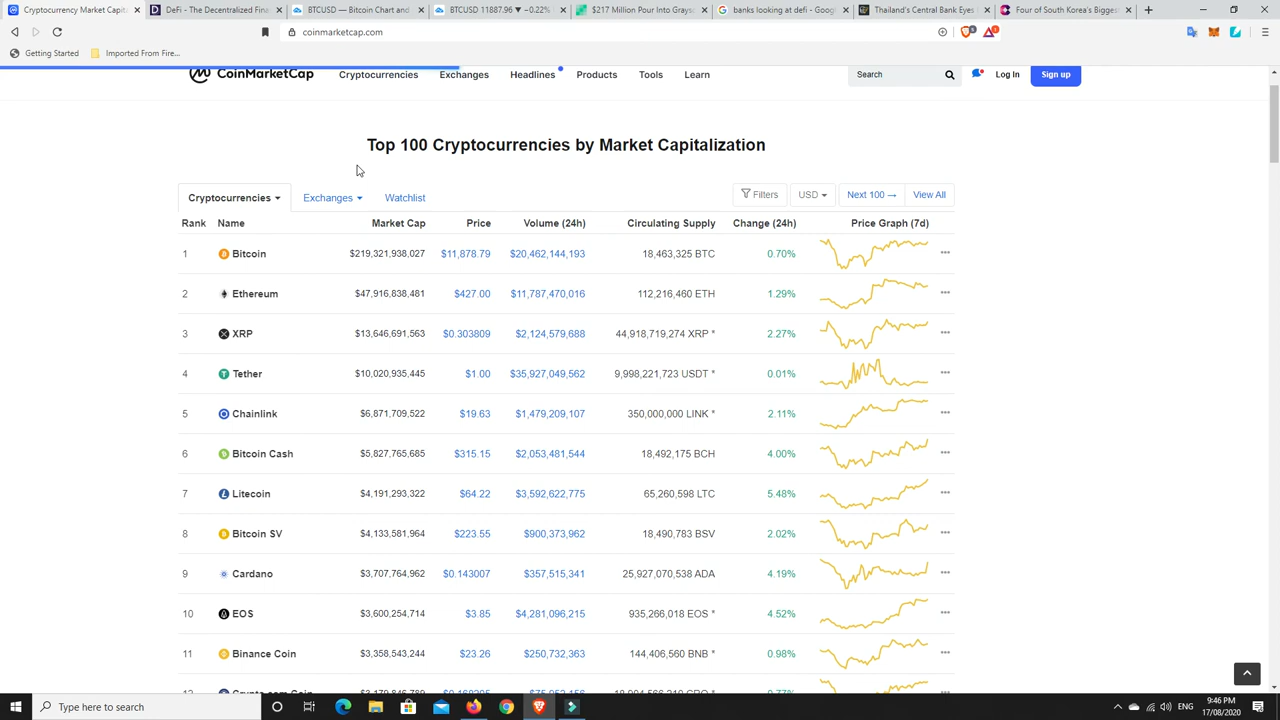 Cryptocurrency Market Capitali
DeFi - The Decentralized Fina
BTCUSD — Bitcoin Chart and
BTCUSD 11887.96 ▼ −0.22%
$217 Million Pour Into Graysc
banks looking at defi - Googl
Thailand's Central Bank Eyes
Four of South Korea's Biggest
coinmarketcap.com
Getting Started
Imported From Fire...
CoinMarketCap
Cryptocurrencies
Exchanges
Headlines
Products
Tools
Learn
Search
Log In
Sign up
Top 100 Cryptocurrencies by Market Capitalization
Cryptocurrencies
Exchanges
Watchlist
Filters
USD
Next 100 →
View All
Rank Name Market Cap Price Volume (24h) Circulating Supply Change (24h) Price Graph (7d)
1 Bitcoin $219,321,938,027 $11,878.79 $20,462,144,193 18,463,325 BTC 0.70%
2 Ethereum $47,916,838,481 $427.00 $11,787,470,016 112,216,460 ETH 1.29%
3 XRP $13,646,691,563 $0.303809 $2,124,579,688 44,918,719,274 XRP * 2.27%
4 Tether $10,020,935,445 $1.00 $35,927,049,562 9,998,221,723 USDT * 0.01%
5 Chainlink $6,871,709,522 $19.63 $1,479,209,107 350,000,000 LINK * 2.11%
6 Bitcoin Cash $5,827,765,685 $315.15 $2,053,481,544 18,492,175 BCH 4.00%
7 Litecoin $4,191,293,322 $64.22 $3,592,622,775 65,260,598 LTC 5.48%
8 Bitcoin SV $4,133,581,964 $223.55 $900,373,962 18,490,783 BSV 2.02%
9 Cardano $3,707,764,962 $0.143007 $357,515,341 25,927,070,538 ADA 4.19%
10 EOS $3,600,254,714 $3.85 $4,281,096,215 935,266,018 EOS * 4.52%
11 Binance Coin $3,358,543,244 $23.26 $250,732,363 144,406,560 BNB * 0.98%
Type here to search
ENG
9:46 PM
17/08/2020